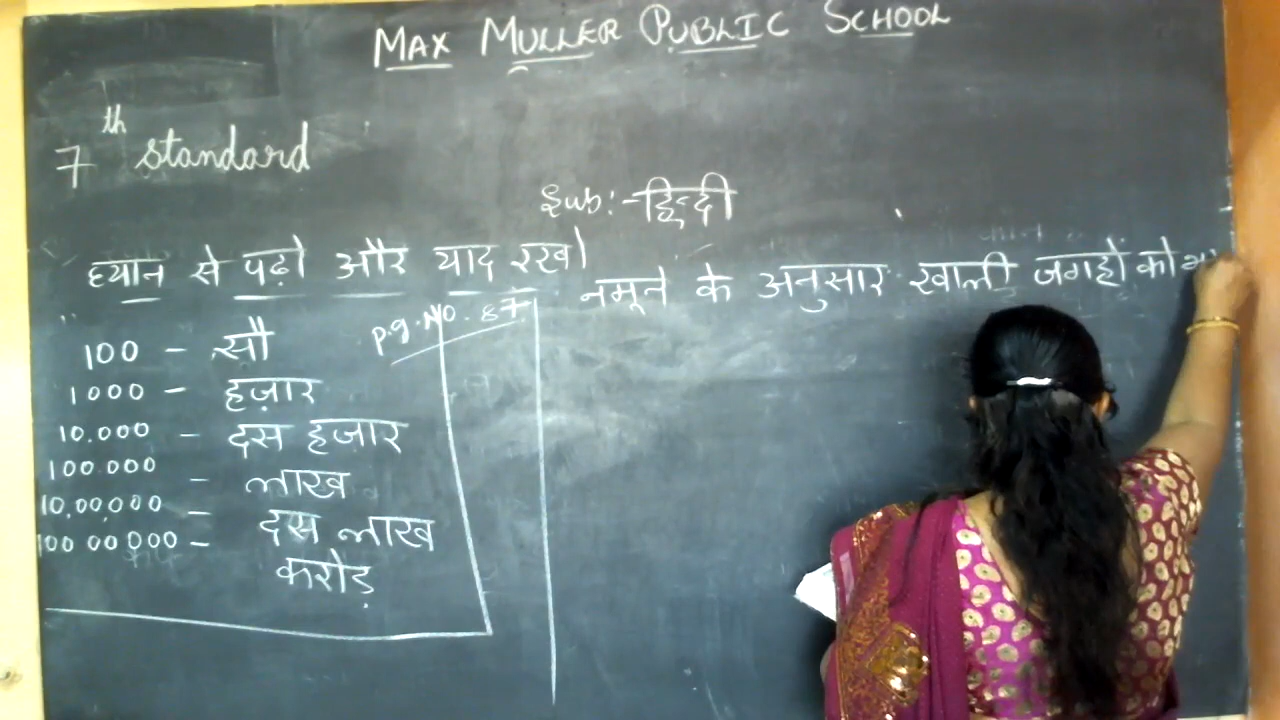 MAX MULLER PUBLIC SCHOOL
7th standard
Sub:- हिन्दी
ध्यान से पढ़ो और याद रखो
pg. No. 87
100 - सौ
1000 - हज़ार
10.000 - दस हजार
100.000 - लाख
10,00,000 - दस लाख
100 00 000 - करोड़
नमूने के अनुसार खाली जगहों को